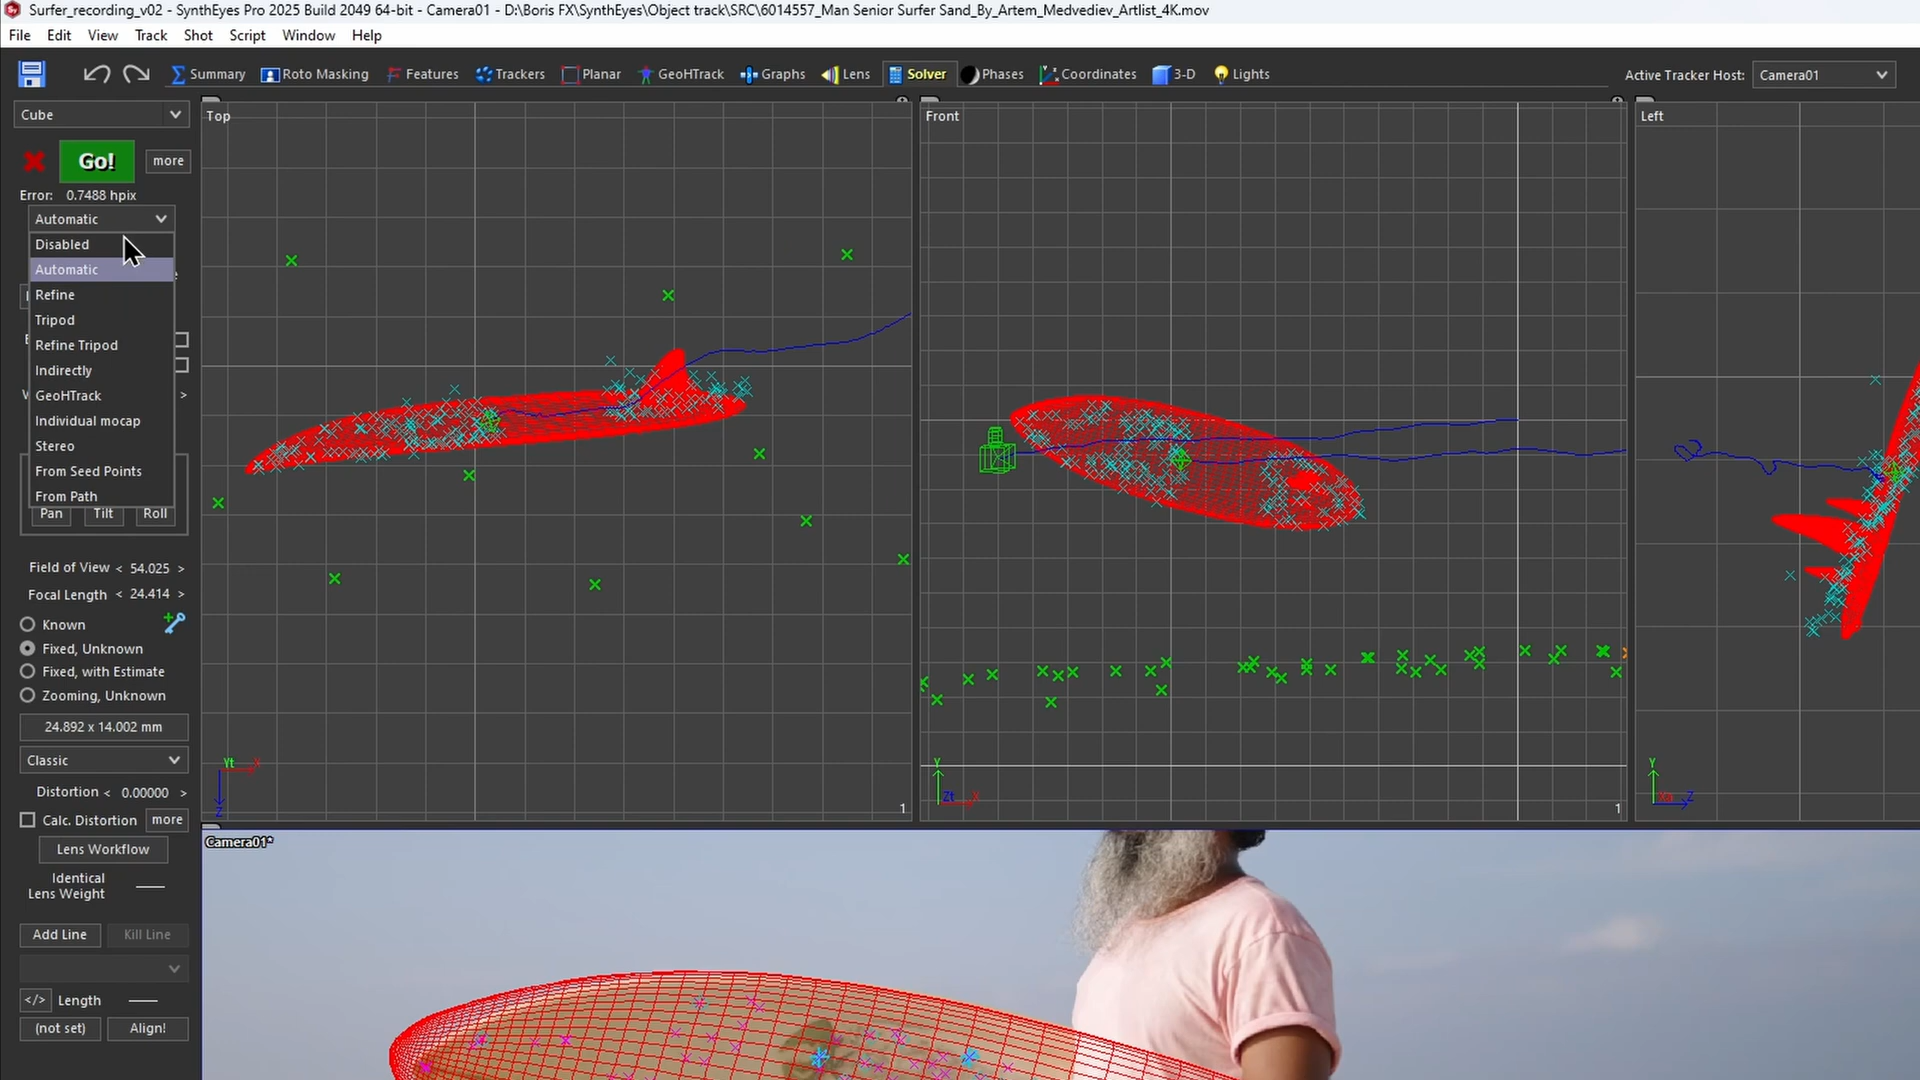 Surfer_recording_v02 - SynthEyes Pro 2025 Build 2049 64-bit - Camera01 - D:\Boris FX\SynthEyes\Object track\SRC\6014557_Man Senior Surfer Sand_By_Artem_Medvediev_Artlist_4K.mov
File Edit View Track Shot Script Window Help
Summary Roto Masking Features Trackers Planar GeoHTrack Graphs Lens Solver Phases Coordinates 3-D Lights Active Tracker Host: Camera01
Cube
Top
Front
Left
Go! more
Error: 0.7488 hpix
Automatic
Disabled
Automatic
Refine
Tripod
Refine Tripod
Indirectly
GeoHTrack >
Individual mocap
Stereo
From Seed Points
From Path
Pan Tilt Roll
Field of View < 54.025 >
Focal Length < 24.414 >
Known
Fixed, Unknown
Fixed, with Estimate
Zooming, Unknown
24.892 x 14.002 mm
Classic
Distortion < 0.00000 >
Calc. Distortion more
Lens Workflow
Identical
Lens Weight
Add Line Kill Line
</> Length
(not set) Align!
Yt X
Z
1
Y
Zt X
1
Y
Xa Z
Camera01*